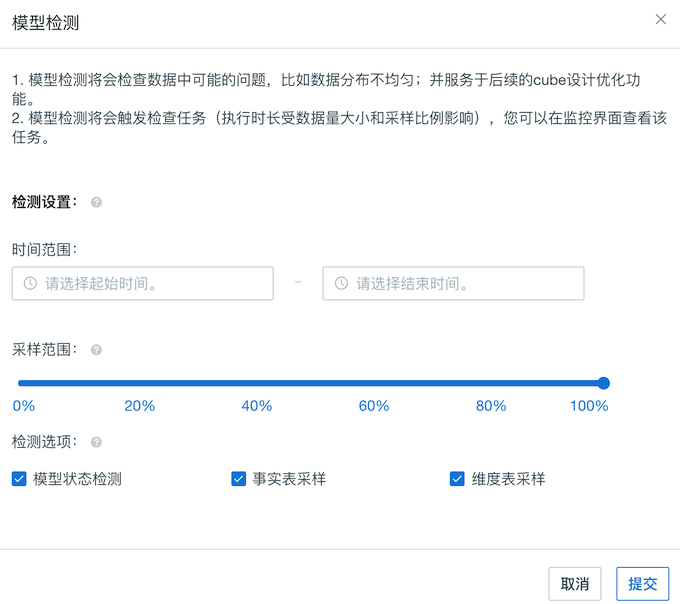 模型检测
1. 模型检测将会检查数据中可能的问题，比如数据分布不均匀；并服务于后续的cube设计优化功
能。
2. 模型检测将会触发检查任务（执行时长受数据量大小和采样比例影响），您可以在监控界面查看该
任务。
检测设置：
时间范围：
请选择起始时间。 – 请选择结束时间。
采样范围：
0% 20% 40% 60% 80% 100%
检测选项：
模型状态检测 事实表采样 维度表采样
取消 提交